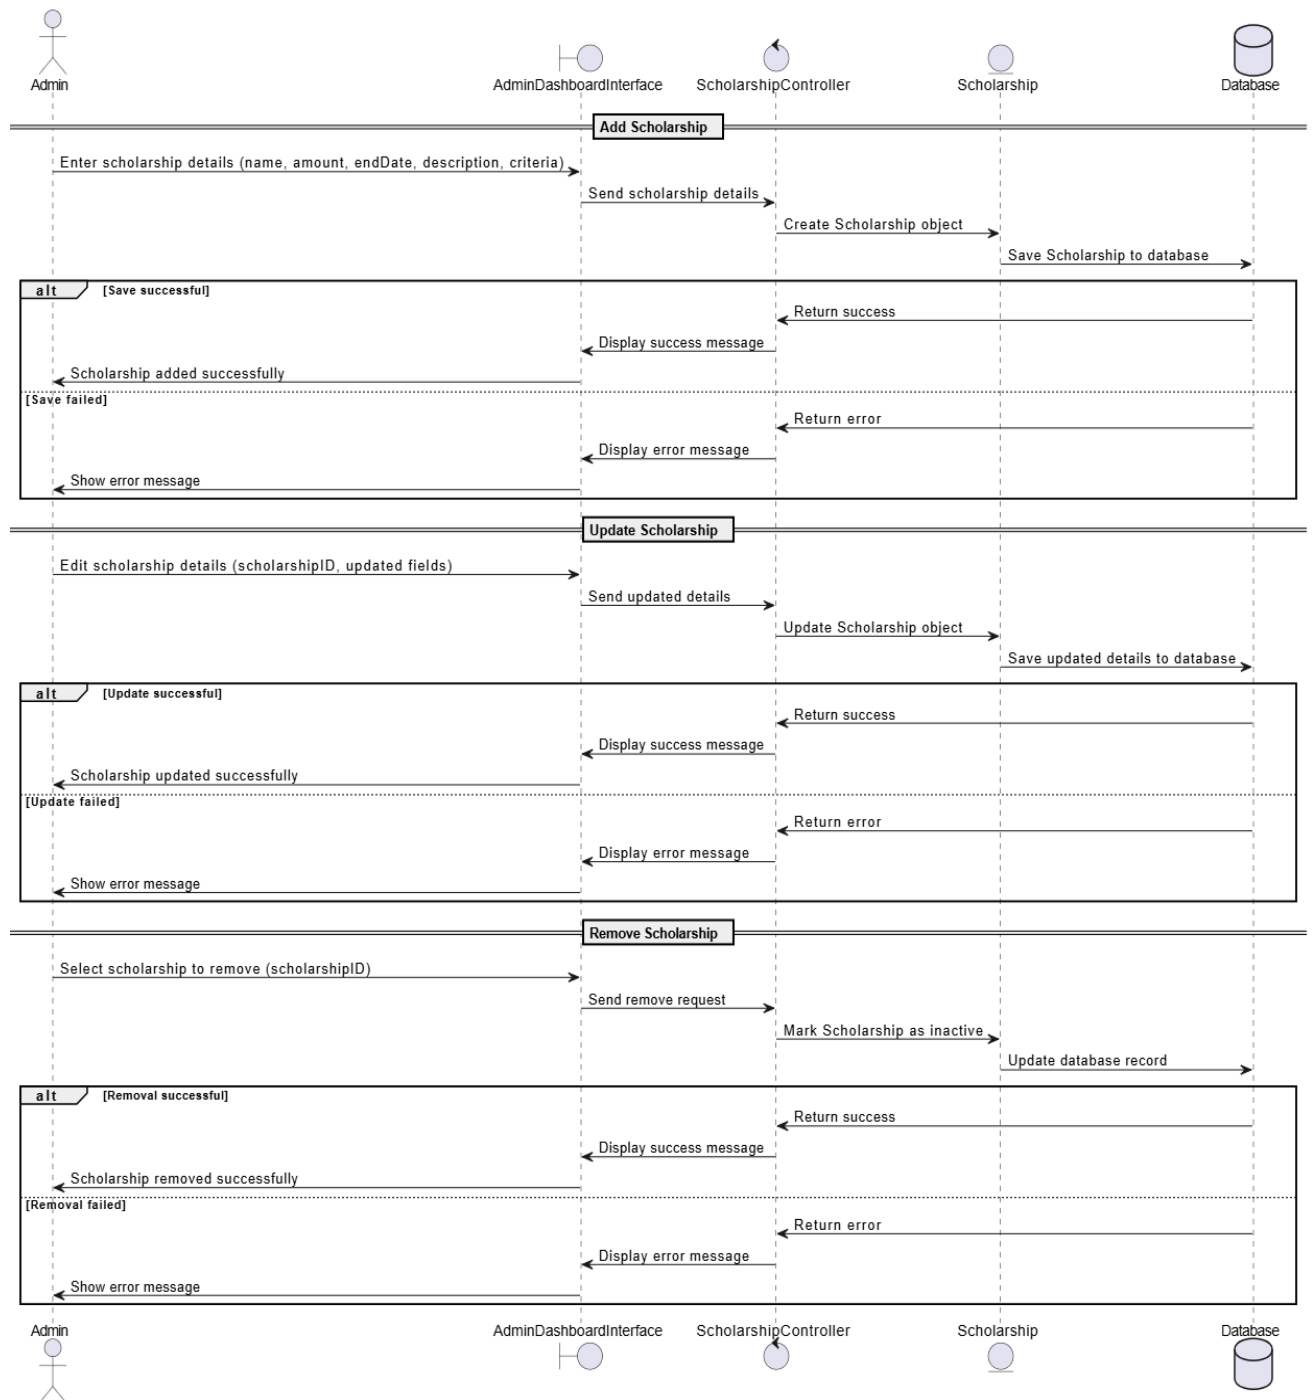 Admin
AdminDashboardInterface
ScholarshipController
Scholarship
Database
Add Scholarship
Enter scholarship details (name, amount, endDate, description, criteria)
Send scholarship details
Create Scholarship object
Save Scholarship to database
alt [Save successful]
Return success
Display success message
Scholarship added successfully
[Save failed]
Return error
Display error message
Show error message
Update Scholarship
Edit scholarship details (scholarshipID, updated fields)
Send updated details
Update Scholarship object
Save updated details to database
alt [Update successful]
Return success
Display success message
Scholarship updated successfully
[Update failed]
Return error
Display error message
Show error message
Remove Scholarship
Select scholarship to remove (scholarshipID)
Send remove request
Mark Scholarship as inactive
Update database record
alt [Removal successful]
Return success
Display success message
Scholarship removed successfully
[Removal failed]
Return error
Display error message
Show error message
Admin
AdminDashboardInterface
ScholarshipController
Scholarship
Database